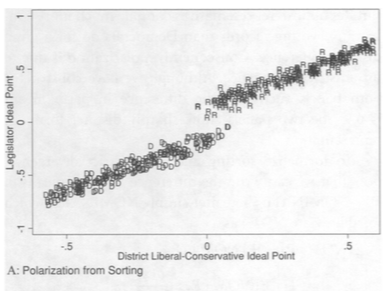 1
.5
0
-.5
-1
Legislator Ideal Point
-.5
0
.5
District Liberal-Conservative Ideal Point
A: Polarization from Sorting